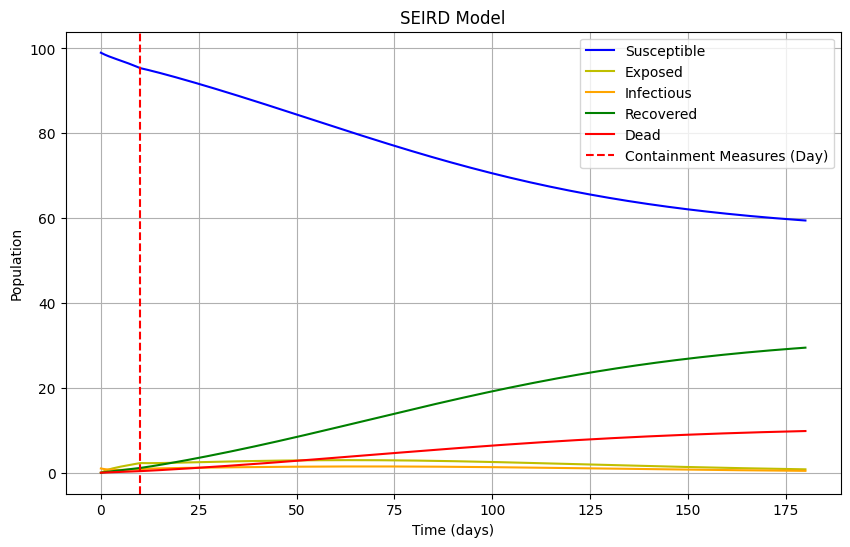 SEIRD Model
Susceptible
Exposed
Infectious
Recovered
Dead
Containment Measures (Day)
Population
100
80
60
40
20
0
0 25 50 75 100 125 150 175
Time (days)